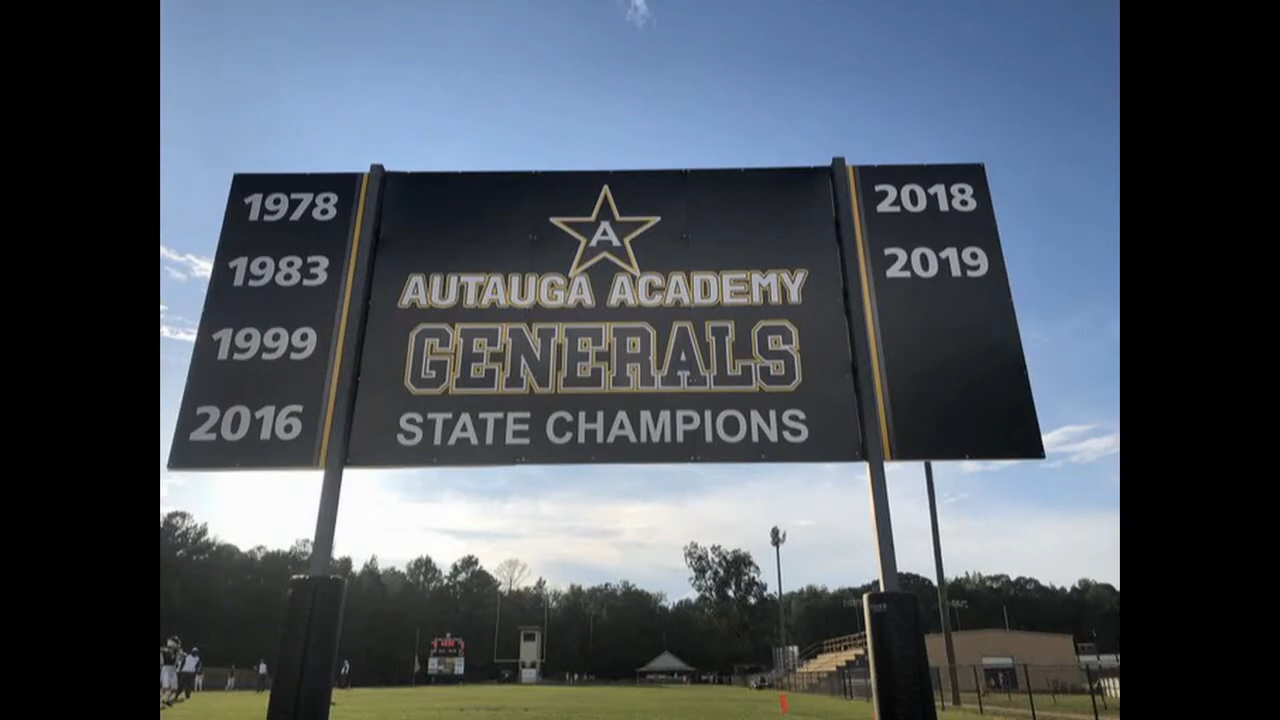 1978
1983
1999
2016
A
AUTAUGA ACADEMY
GENERALS
STATE CHAMPIONS
2018
2019